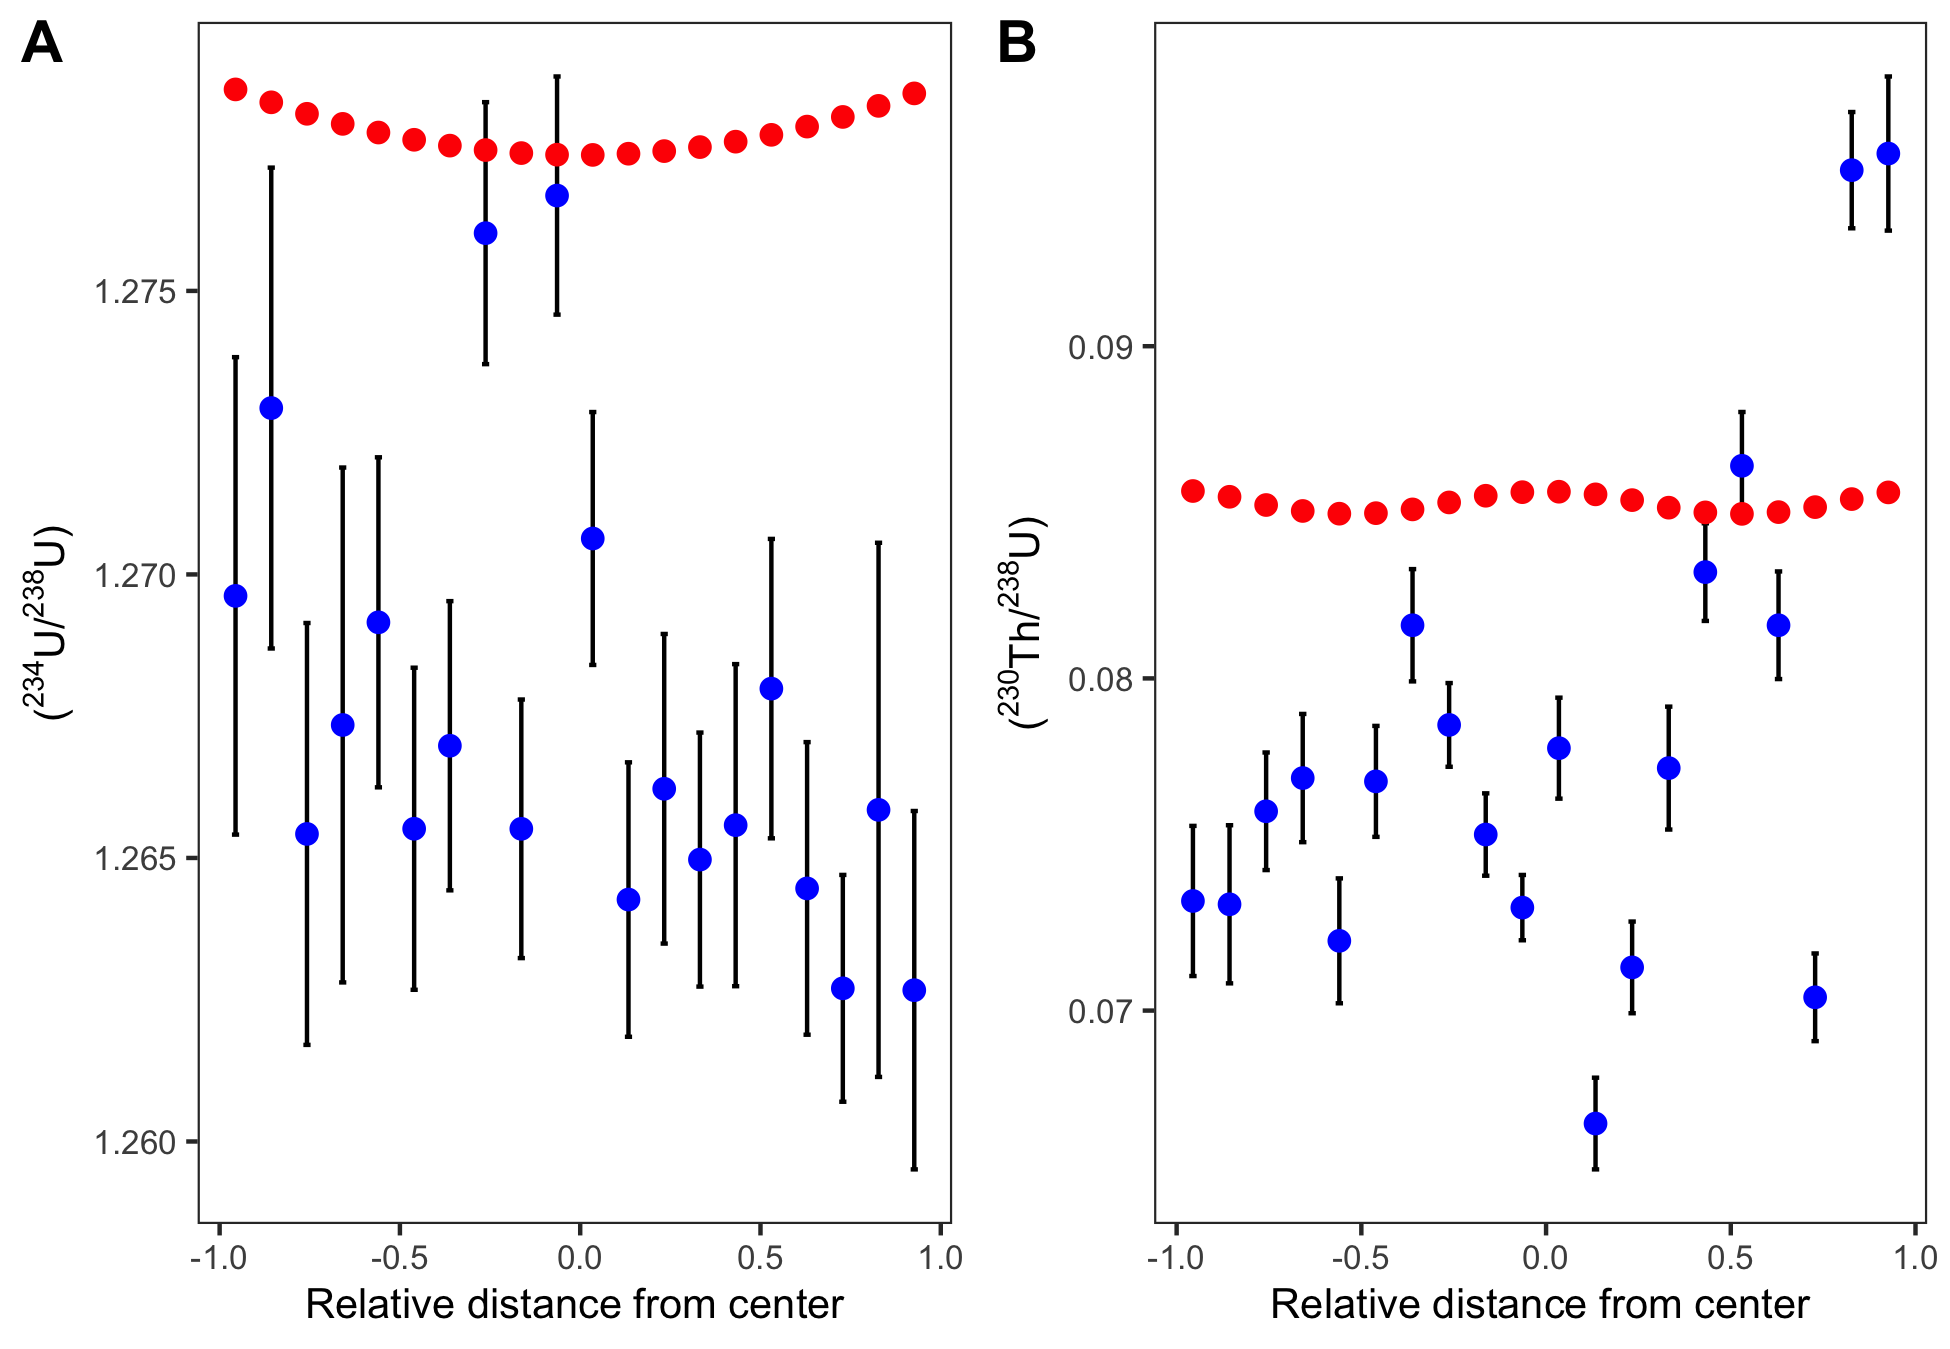 A
B
(²³⁴U/²³⁸U)
1.275
1.270
1.265
1.260
-1.0 -0.5 0.0 0.5 1.0
Relative distance from center
(²³⁰Th/²³⁸U)
0.09
0.08
0.07
-1.0 -0.5 0.0 0.5 1.0
Relative distance from center